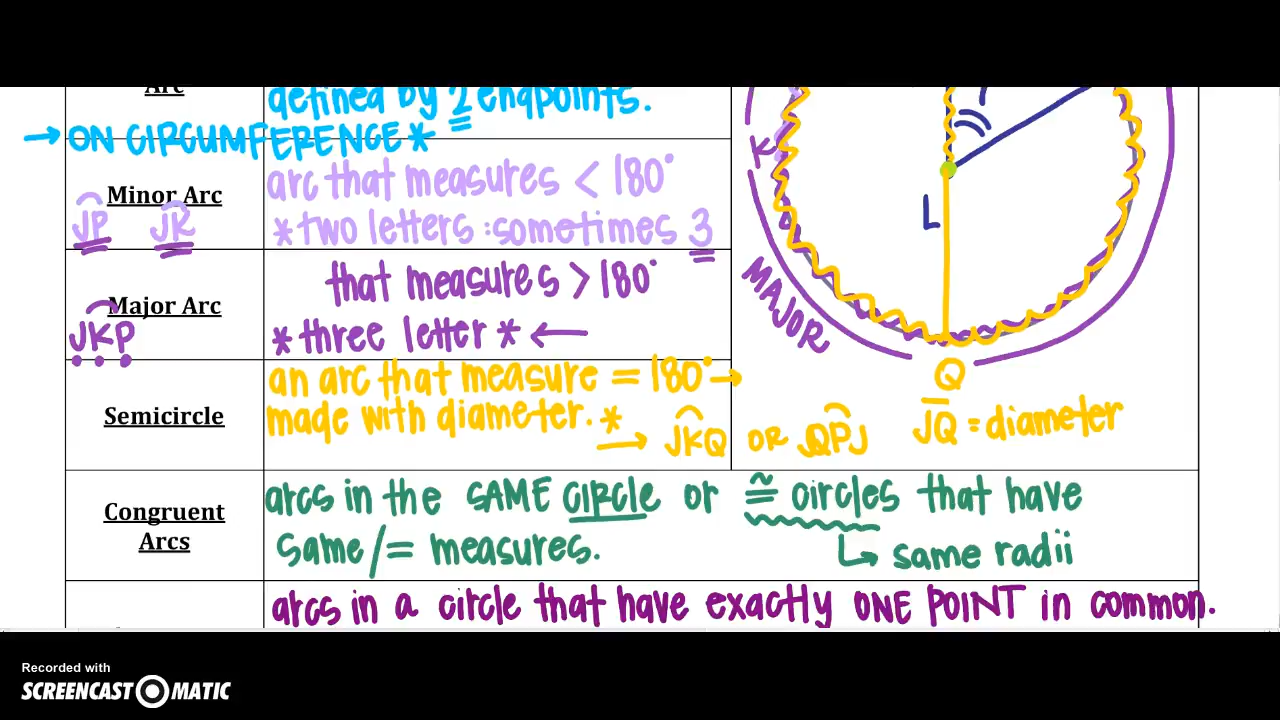 Arc
defined by 2 endpoints.
→ ON CIRCUMFERENCE *
Minor Arc
JP JK
arc that measures < 180°
* two letters : sometimes 3
Major Arc
JKP
that measures > 180°
* three letter * ←
Semicircle
an arc that measure = 180° →
made with diameter. *
→ JKQ OR JQPJ
Congruent
Arcs
arcs in the SAME CIRCLE or ≅ circles that have
same/= measures.
↳ same radii
arcs in a circle that have exactly ONE POINT in common.
K
L
MAJOR
Q
JQ = diameter
Recorded with
SCREENCAST O MATIC